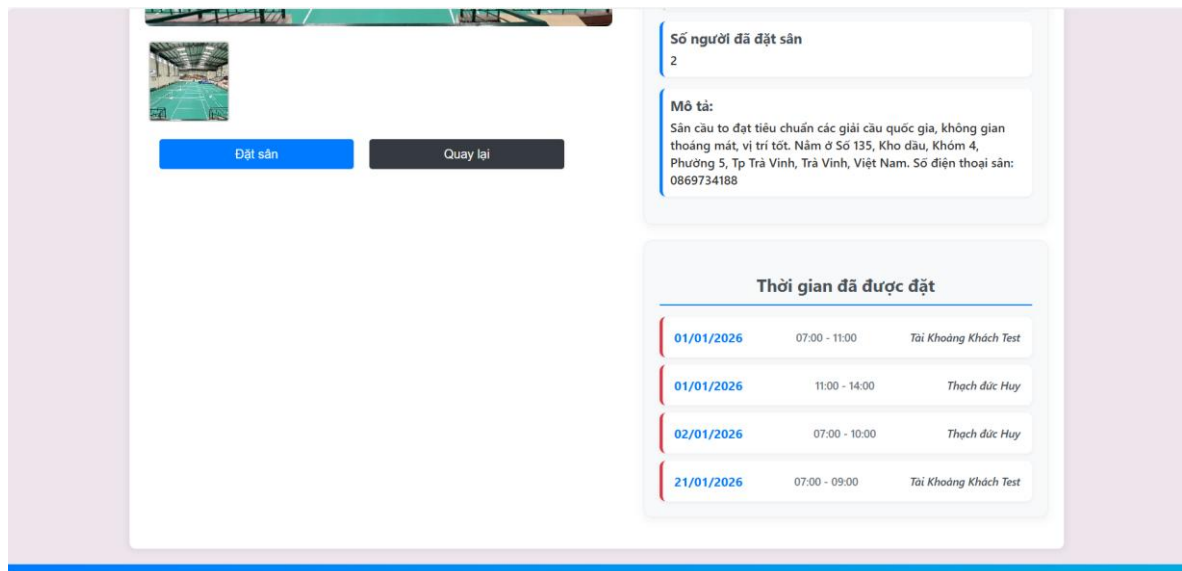 Đặt sân
Quay lại
Số người đã đặt sân
2
Mô tả:
Sân cầu to đạt tiêu chuẩn các giải cầu quốc gia, không gian
thoáng mát, vị trí tốt. Nằm ở Số 135, Kho dầu, Khóm 4,
Phường 5, Tp Trà Vinh, Trà Vinh, Việt Nam. Số điện thoại sân:
0869734188
Thời gian đã được đặt
01/01/2026 07:00 - 11:00 Tài Khoảng Khách Test
01/01/2026 11:00 - 14:00 Thạch đức Huy
02/01/2026 07:00 - 10:00 Thạch đức Huy
21/01/2026 07:00 - 09:00 Tài Khoảng Khách Test